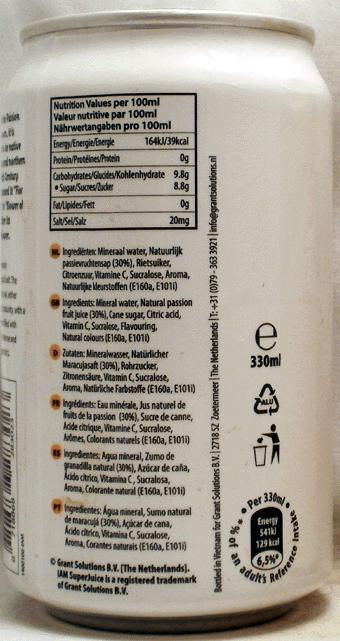 Nutrition Values per 100ml
Valeur nutritive par 100ml
Nährwertangaben pro 100ml
Energy/Energie/Energie 164kJ/39kcal
Protein/Protéines/Protein 0g
Carbohydrates/Glucides/Kohlenhydrate 9.8g
• Sugar/Sucres/Zucker 8.8g
Fat/Lipides/Fett 0g
Salt/Sel/Salz 20mg
NL Ingrediënten: Mineraal water, Natuurlijk
passievruchtensap (30%), Rietsuiker,
Citroenzuur, Vitamine C, Sucralose, Aroma,
Natuurlijke kleurstoffen (E160a, E101i)
GB Ingredients: Mineral water, Natural passion
fruit juice (30%), Cane sugar, Citric acid,
Vitamin C, Sucralose, Flavouring,
Natural colours (E160a, E101i)
D Zutaten: Mineralwasser, Natürlicher
Maracujasaft (30%), Rohrzucker,
Zitronensäure, Vitamin C, Sucralose,
Aroma, Natürliche Farbstoffe (E160a, E101i)
FR Ingrédients: Eau minérale, Jus naturel de
fruits de la passion (30%), Sucre de canne,
Acide citrique, Vitamine C, Sucralose,
Arômes, Colorants naturels (E160a, E101i)
ES Ingredientes: Agua mineral, Zumo de
granadilla natural (30%), Azúcar de caña,
Ácido cítrico, Vitamina C, Sucralosa,
Aroma, Colorante natural (E160a, E101i)
PT Ingredientes: Água mineral, Sumo natural
de maracujá (30%), Açúcar de cana,
Ácido cítrico, Vitamina C, Sucralose,
Aroma, Corantes naturais (E160a, E101i)
© Grant Solutions B.V. [The Netherlands].
IAM SuperJuice is a registered trademark
of Grant Solutions B.V.
Bottled in Vietnam for Grant Solutions B.V. | 2718 SZ Zoetermeer | The Netherlands | T: +31 (0)79 - 363 3921 | info@grantsolutions.nl
e
330ml
ALU
• Per 330ml •
Energy
541kJ
129 kcal
6,5%*
* % of an adult's Reference Intake